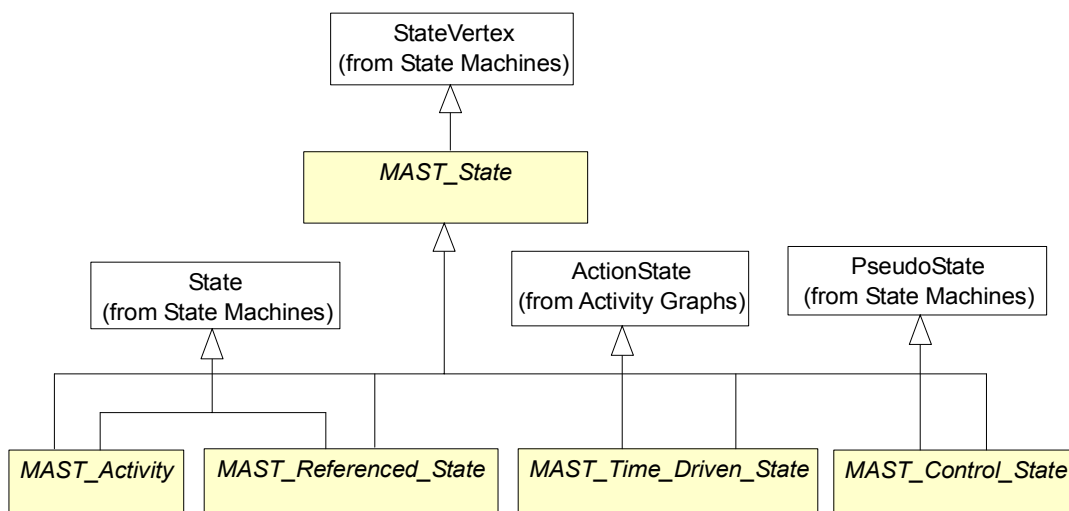 StateVertex
(from State Machines)
MAST_State
State
(from State Machines)
ActionState
(from Activity Graphs)
PseudoState
(from State Machines)
MAST_Activity
MAST_Referenced_State
MAST_Time_Driven_State
MAST_Control_State